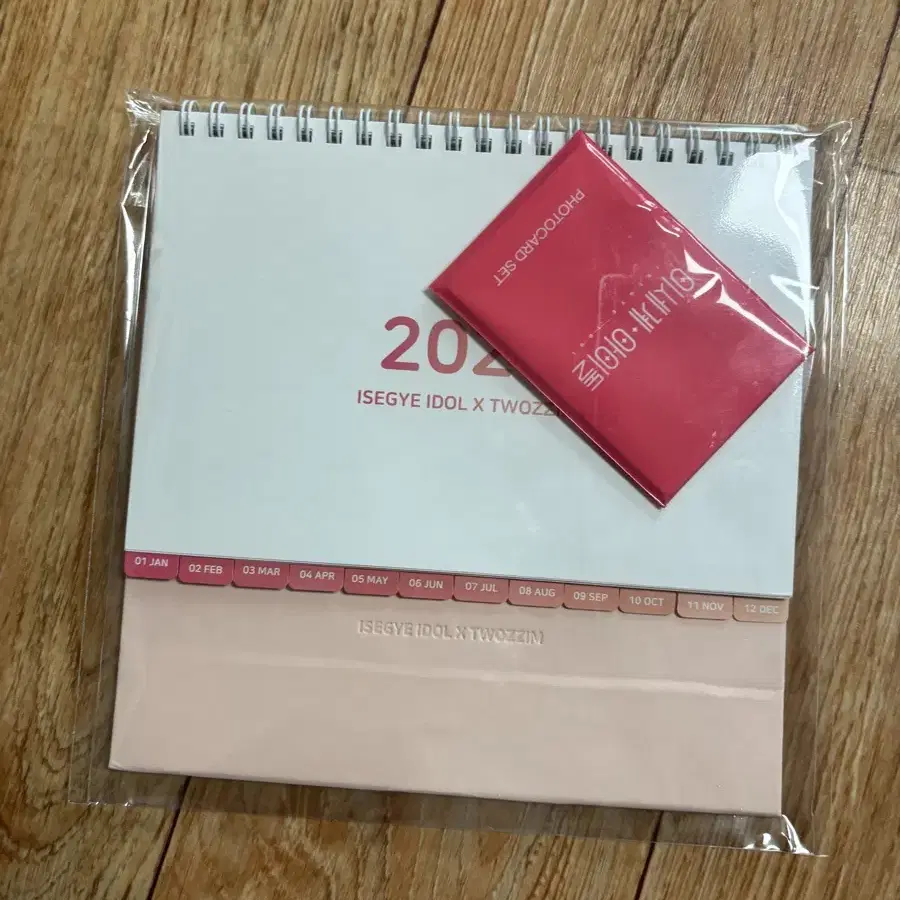 202
ISEGYE IDOL X TWOZZI
이세계·아이돌
PHOTOCARD SET
01 JAN
02 FEB
03 MAR
04 APR
05 MAY
06 JUN
07 JUL
08 AUG
09 SEP
10 OCT
11 NOV
12 DEC
ISEGYE IDOL X TWOZZIM